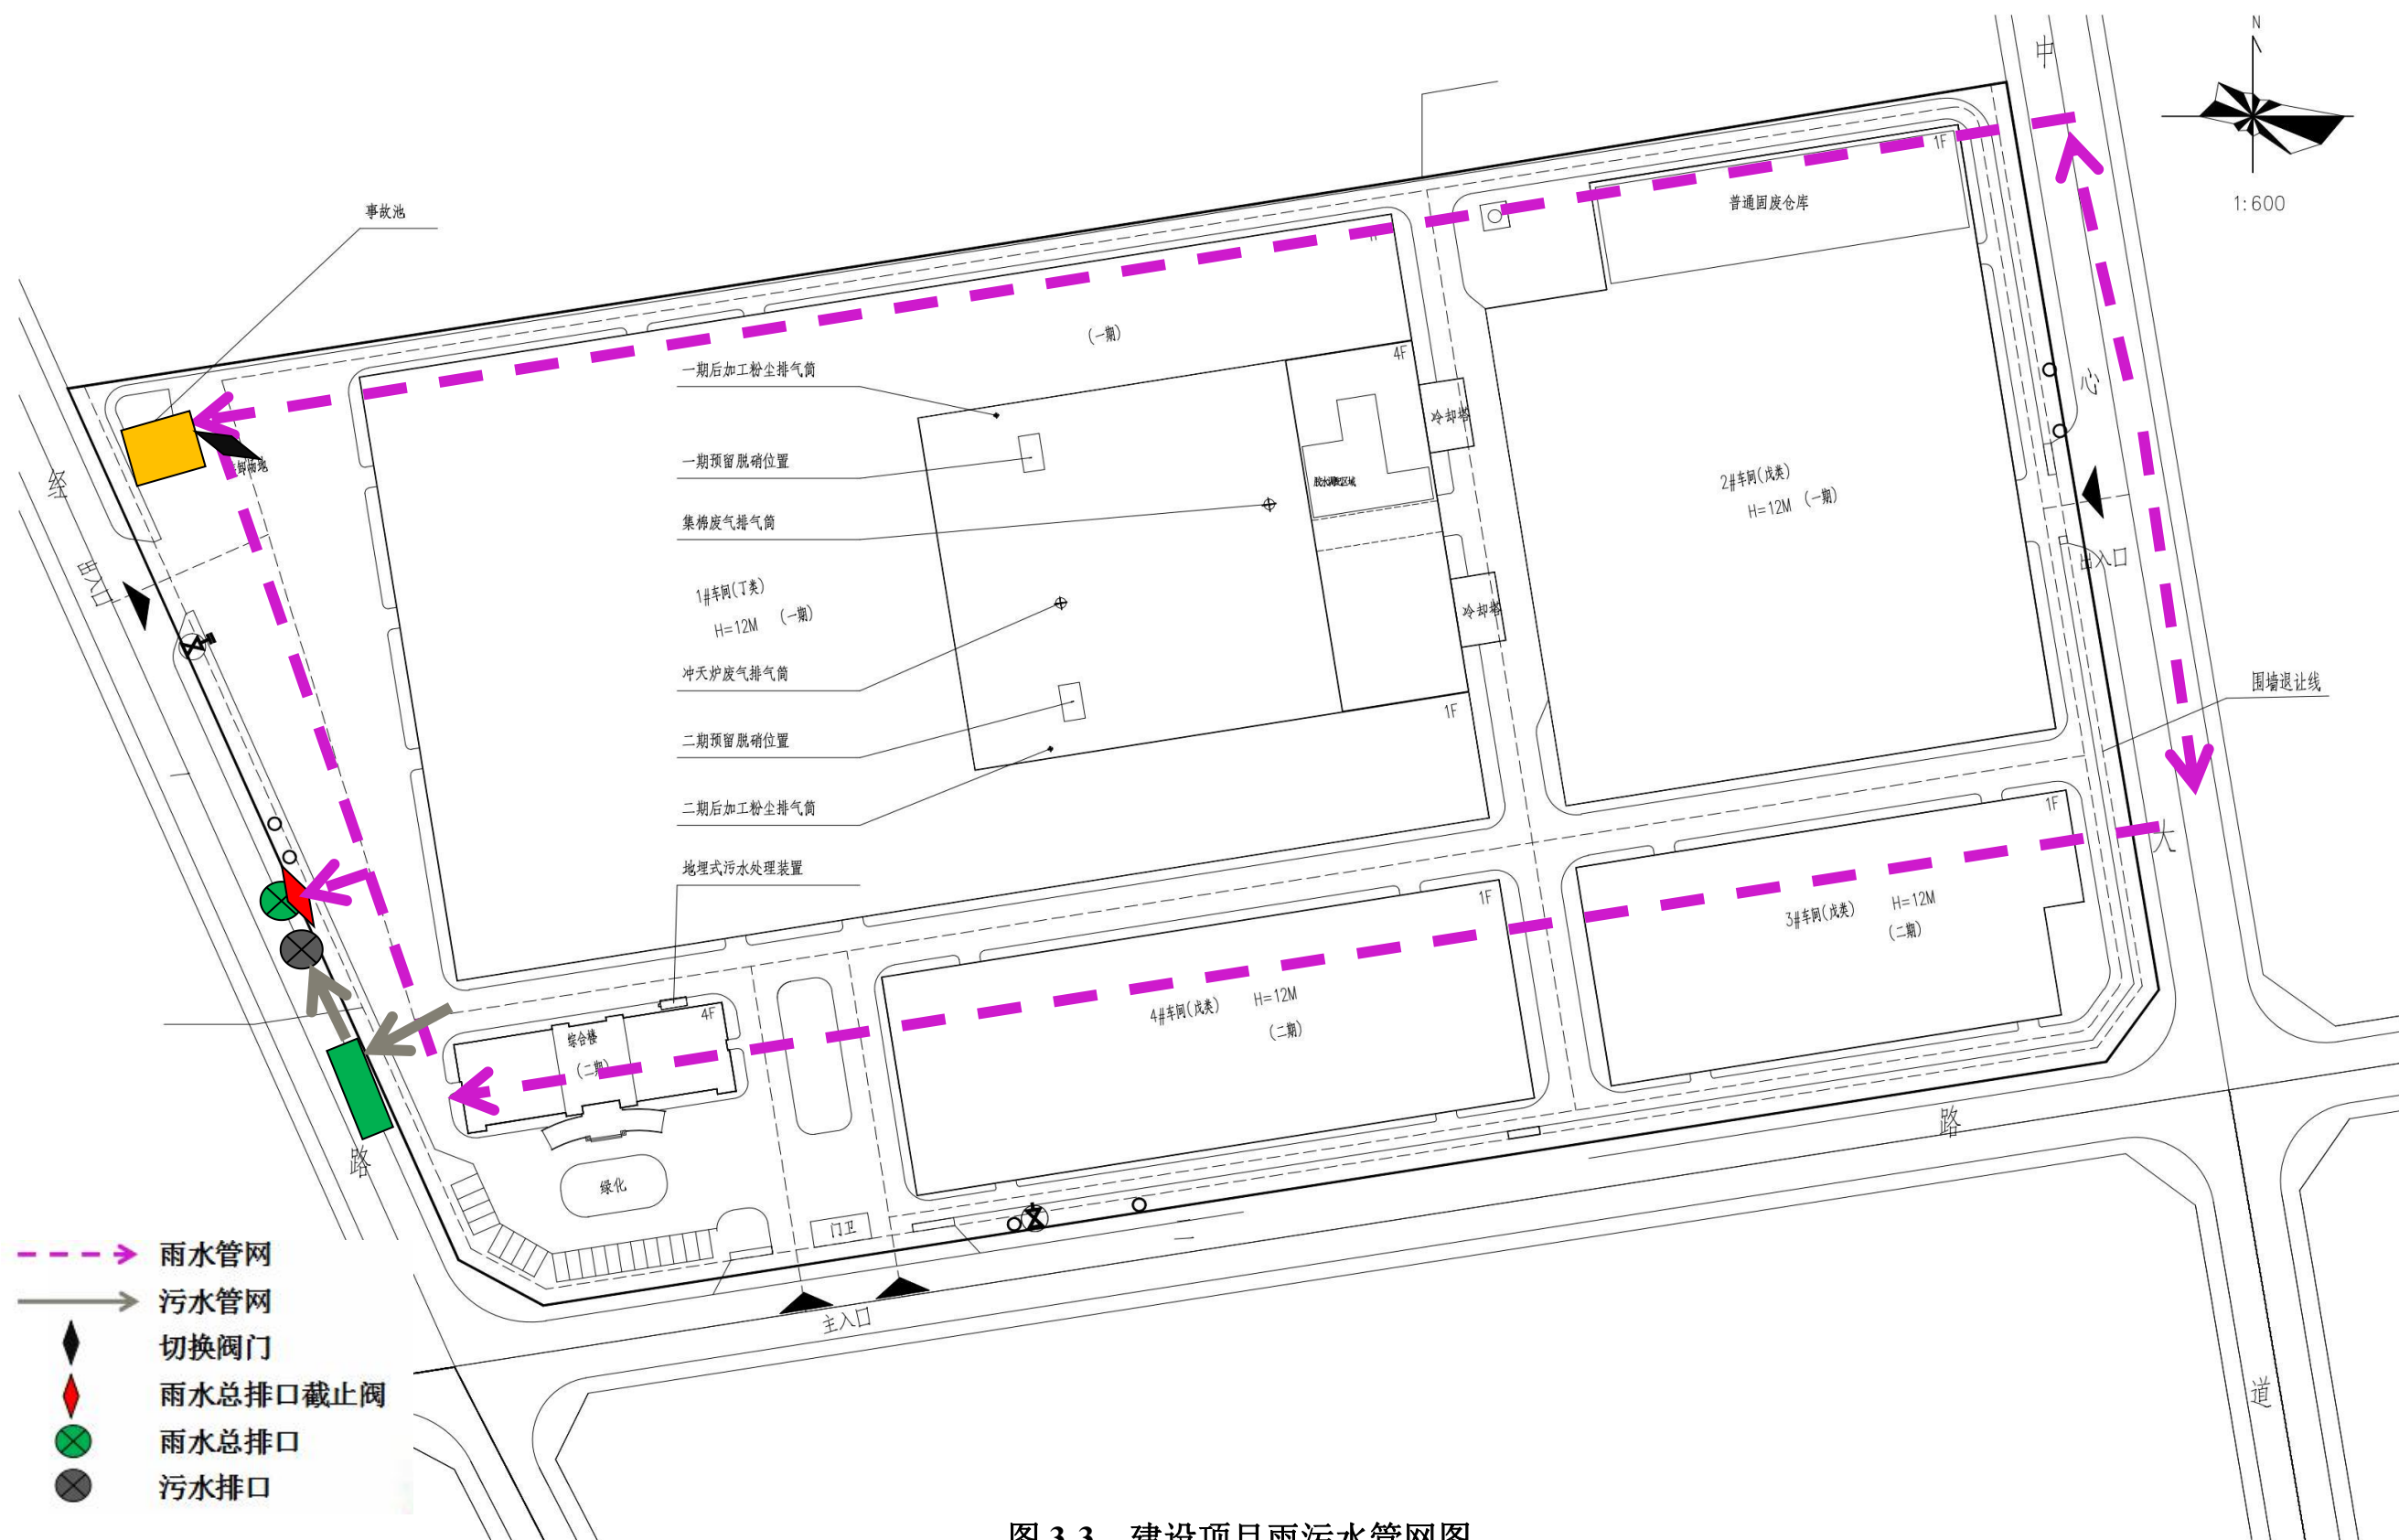 中
N
1:600
事故池
1F
普通固废仓库
(一期)
4F
一期后加工粉尘排气筒
冷却塔
心
一期预留脱硝位置
胶水调配区域
2#车间(戊类)
H=12M (一期)
经
集棉废气排气筒
出入口
出入口
1#车间(丁类)
H=12M (一期)
冷却塔
冲天炉废气排气筒
围墙退让线
1F
二期预留脱硝位置
一
二期后加工粉尘排气筒
1F
大
地埋式污水处理装置
1F
3#车间(戊类) H=12M
(二期)
4F
综合楼
(二期)
4#车间(戊类) H=12M
(二期)
路
路
绿化
门卫
二
主入口
道
雨水管网
污水管网
切换阀门
雨水总排口截止阀
雨水总排口
污水排口
图 3.3 建设项目雨污水管网图